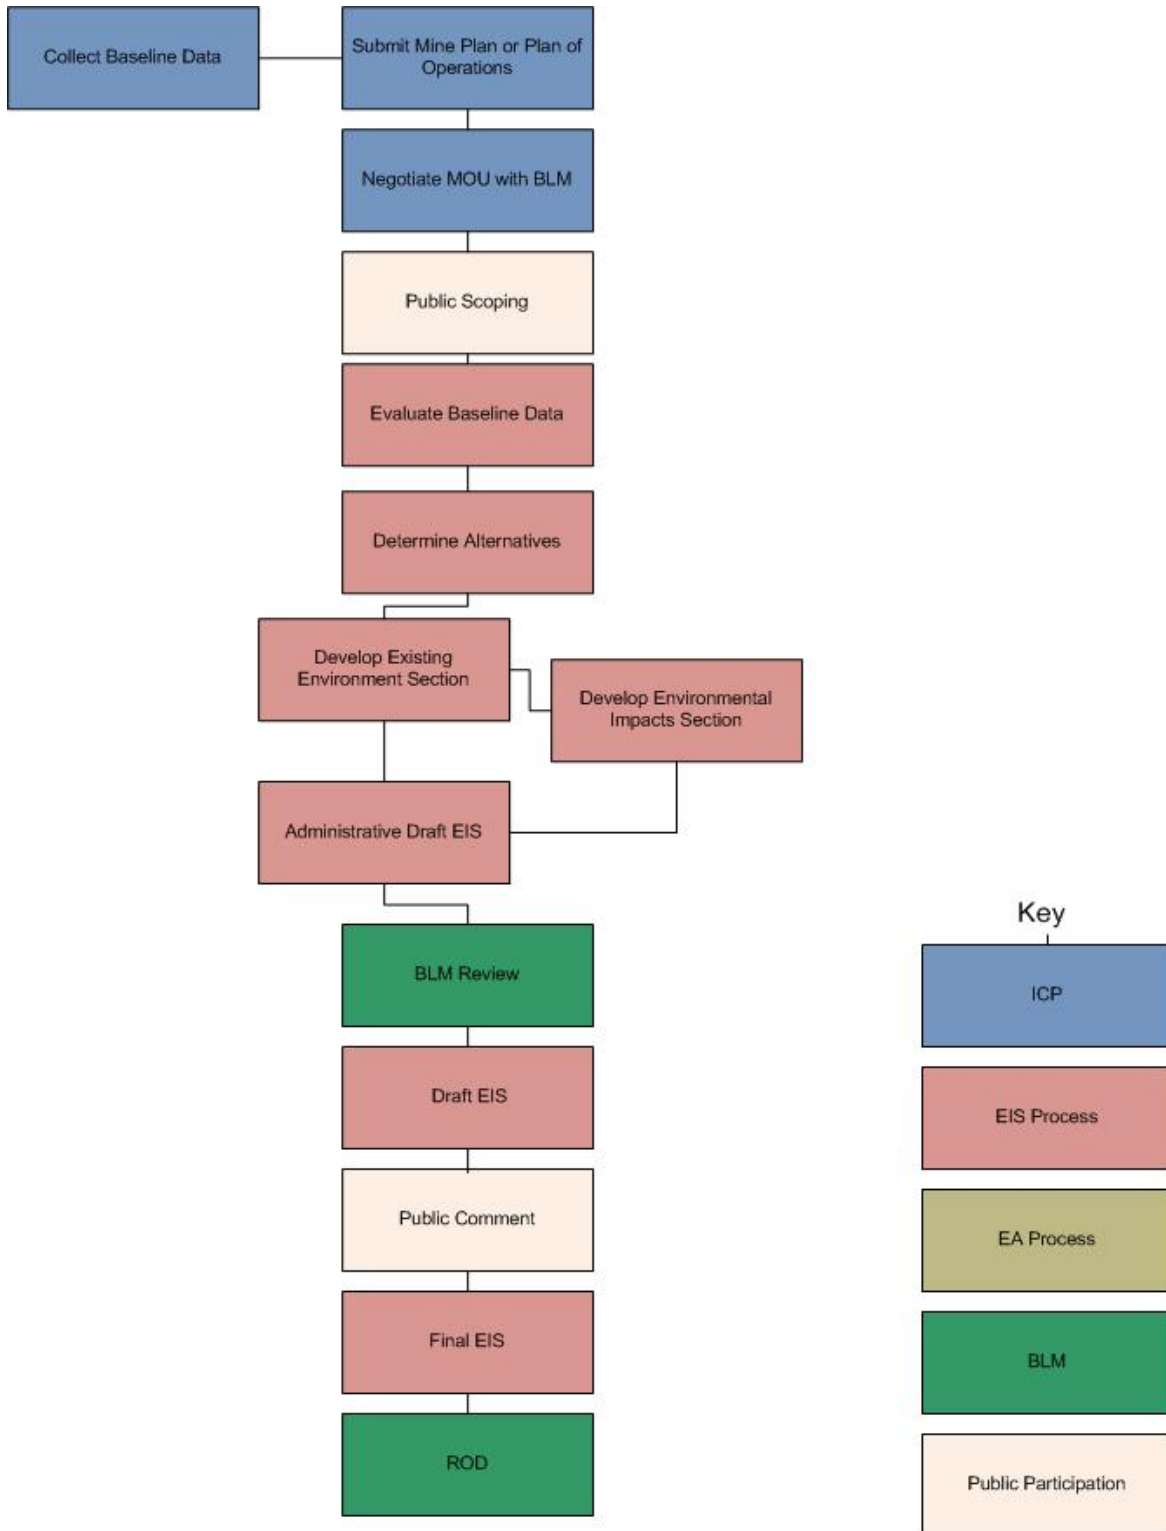 Collect Baseline Data
Submit Mine Plan or Plan of
Operations
Negotiate MOU with BLM
Public Scoping
Evaluate Baseline Data
Determine Alternatives
Develop Existing
Environment Section
Develop Environmental
Impacts Section
Administrative Draft EIS
BLM Review
Draft EIS
Public Comment
Final EIS
ROD
Key
ICP
EIS Process
EA Process
BLM
Public Participation